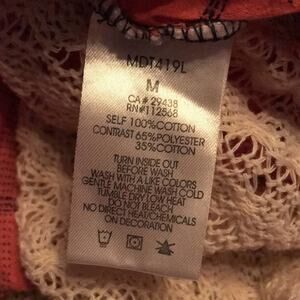 MDT419L
M
CA# 29438
RN#112568
SELF 100%COTTON
CONTRAST 65%POLYESTER
35%COTTON
TURN INSIDE OUT
BEFORE WASH
WASH WITH A LIKE COLORS
GENTLE MACHINE WASH COLD
TUMBLE DRY LOW HEAT
DO NOT BLEACH
NO DIRECT HEAT/CHEMICALS
ON DECORATION